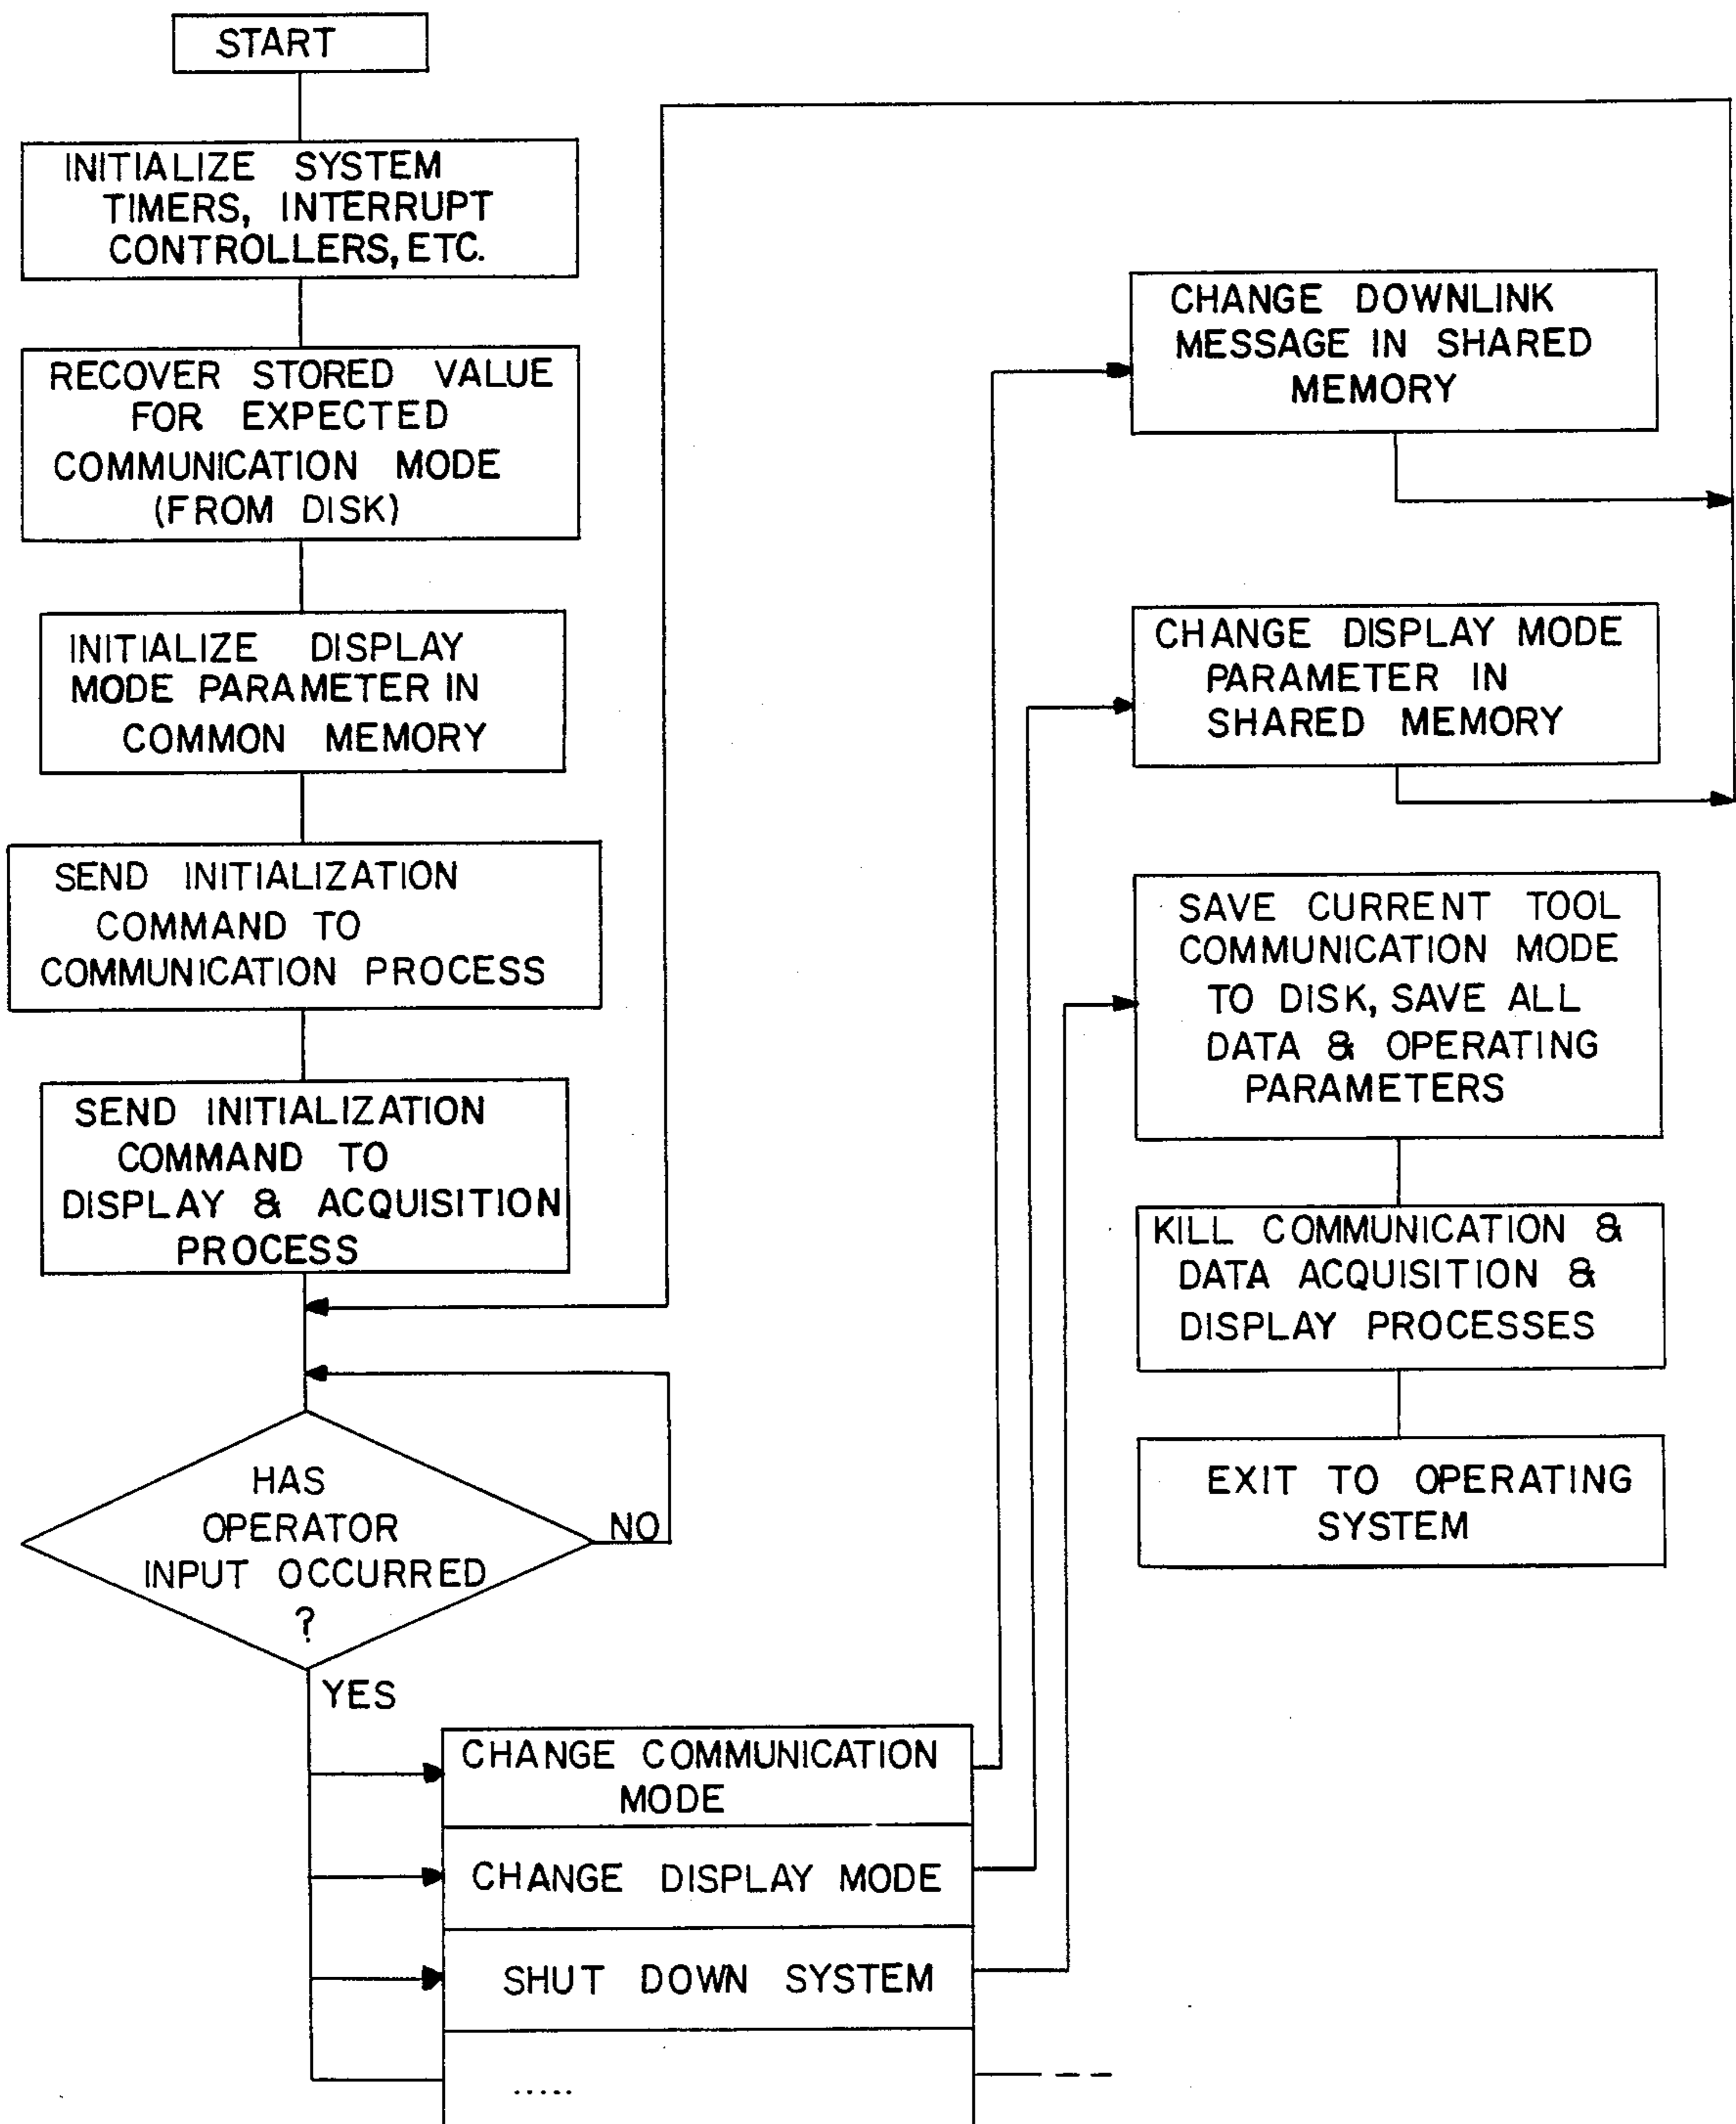 START
INITIALIZE SYSTEM
TIMERS, INTERRUPT
CONTROLLERS, ETC.
RECOVER STORED VALUE
FOR EXPECTED
COMMUNICATION MODE
(FROM DISK)
INITIALIZE DISPLAY
MODE PARAMETER IN
COMMON MEMORY
SEND INITIALIZATION
COMMAND TO
COMMUNICATION PROCESS
SEND INITIALIZATION
COMMAND TO
DISPLAY & ACQUISITION
PROCESS
HAS
OPERATOR
INPUT OCCURRED
?
NO
YES
CHANGE COMMUNICATION
MODE
CHANGE DISPLAY MODE
SHUT DOWN SYSTEM
.....
CHANGE DOWNLINK
MESSAGE IN SHARED
MEMORY
CHANGE DISPLAY MODE
PARAMETER IN
SHARED MEMORY
SAVE CURRENT TOOL
COMMUNICATION MODE
TO DISK, SAVE ALL
DATA & OPERATING
PARAMETERS
KILL COMMUNICATION &
DATA ACQUISITION &
DISPLAY PROCESSES
EXIT TO OPERATING
SYSTEM